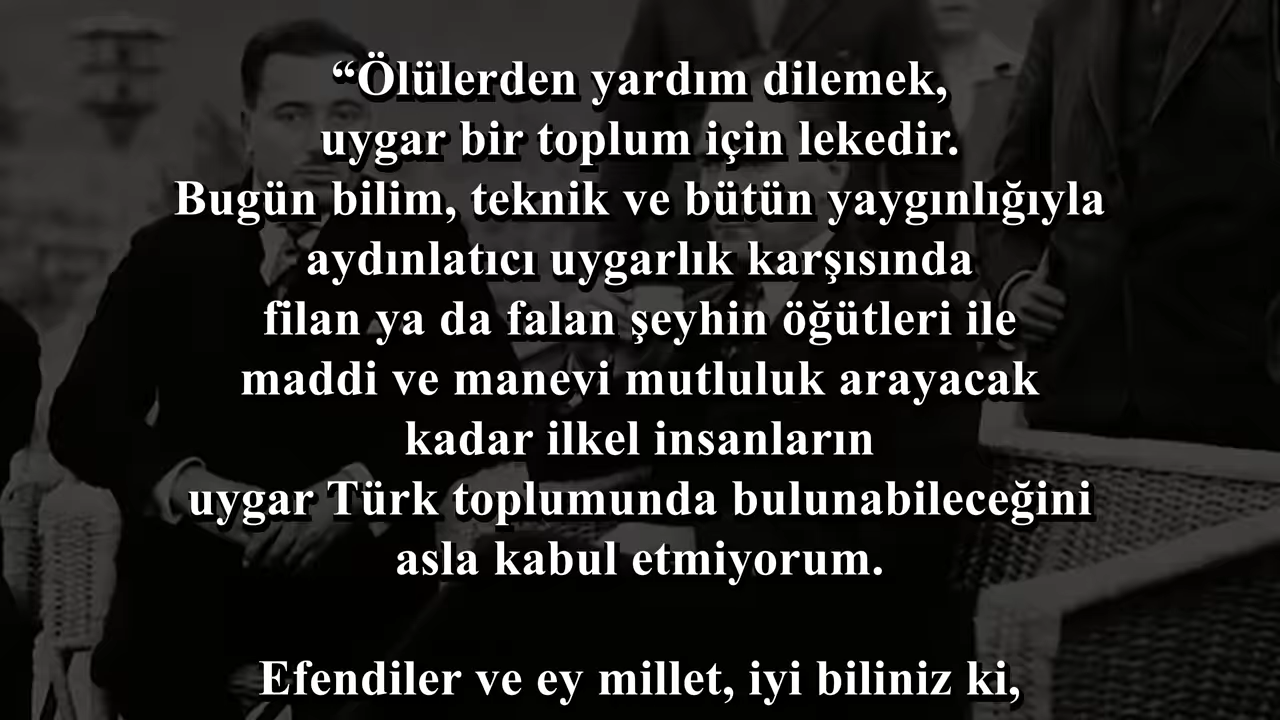 “Ölülerden yardım dilemek,
uygar bir toplum için lekedir.
Bugün bilim, teknik ve bütün yaygınlığıyla
aydınlatıcı uygarlık karşısında
filan ya da falan şeyhin öğütleri ile
maddi ve manevi mutluluk arayacak
kadar ilkel insanların
uygar Türk toplumunda bulunabileceğini
asla kabul etmiyorum.
Efendiler ve ey millet, iyi biliniz ki,